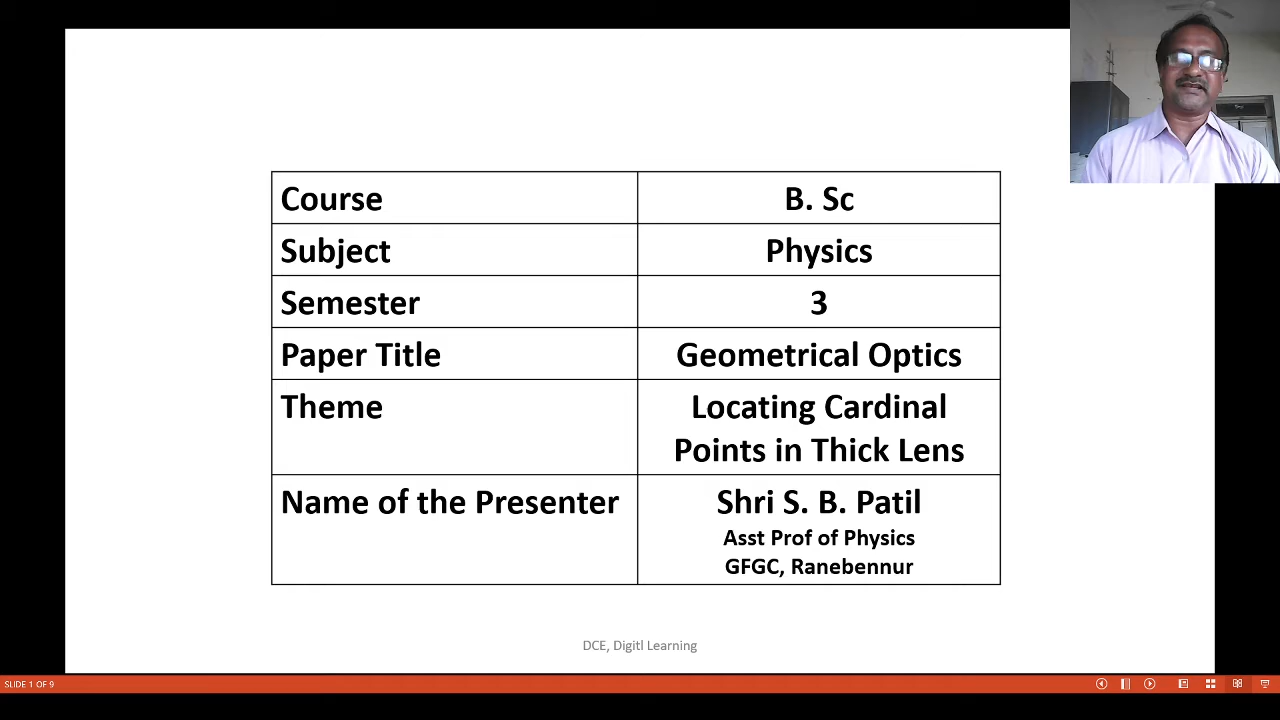 Course B. Sc
Subject Physics
Semester 3
Paper Title Geometrical Optics
Theme Locating Cardinal
Points in Thick Lens
Name of the Presenter Shri S. B. Patil
Asst Prof of Physics
GFGC, Ranebennur
DCE, Digitl Learning
SLIDE 1 OF 9